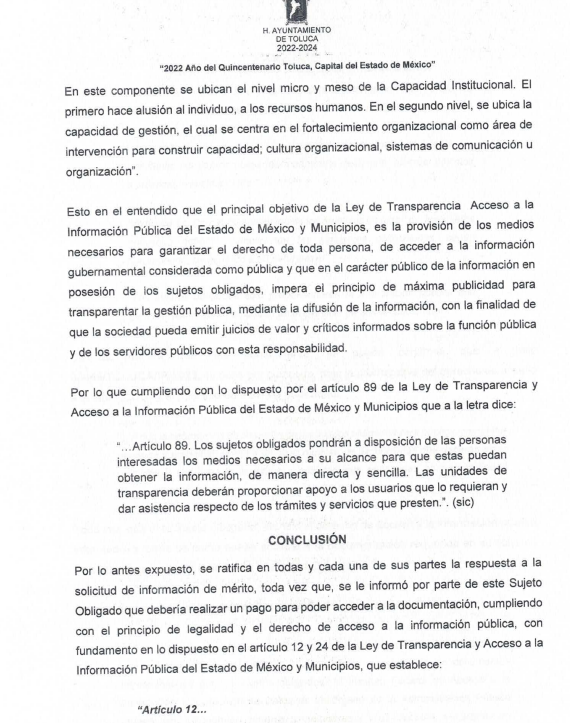 H. AYUNTAMIENTO
DE TOLUCA
2022-2024
"2022 Año del Quincentenario Toluca, Capital del Estado de México"
En este componente se ubican el nivel micro y meso de la Capacidad Institucional. El
primero hace alusión al individuo, a los recursos humanos. En el segundo nivel, se ubica la
capacidad de gestión, el cual se centra en el fortalecimiento organizacional como área de
intervención para construir capacidad; cultura organizacional, sistemas de comunicación u
organización".
Esto en el entendido que el principal objetivo de la Ley de Transparencia Acceso a la
Información Pública del Estado de México y Municipios, es la provisión de los medios
necesarios para garantizar el derecho de toda persona, de acceder a la información
gubernamental considerada como pública y que en el carácter público de la información en
posesión de los sujetos obligados, impera el principio de máxima publicidad para
transparentar la gestión pública, mediante la difusión de la información, con la finalidad de
que la sociedad pueda emitir juicios de valor y críticos informados sobre la función pública
y de los servidores públicos con esta responsabilidad.
Por lo que cumpliendo con lo dispuesto por el artículo 89 de la Ley de Transparencia y
Acceso a la Información Pública del Estado de México y Municipios que a la letra dice:
"...Artículo 89. Los sujetos obligados pondrán a disposición de las personas
interesadas los medios necesarios a su alcance para que estas puedan
obtener la información, de manera directa y sencilla. Las unidades de
transparencia deberán proporcionar apoyo a los usuarios que lo requieran y
dar asistencia respecto de los trámites y servicios que presten.". (sic)
CONCLUSIÓN
Por lo antes expuesto, se ratifica en todas y cada una de sus partes la respuesta a la
solicitud de información de mérito, toda vez que, se le informó por parte de este Sujeto
Obligado que debería realizar un pago para poder acceder a la documentación, cumpliendo
con el principio de legalidad y el derecho de acceso a la información pública, con
fundamento en lo dispuesto en el artículo 12 y 24 de la Ley de Transparencia y Acceso a la
Información Pública del Estado de México y Municipios, que establece:
"Artículo 12...